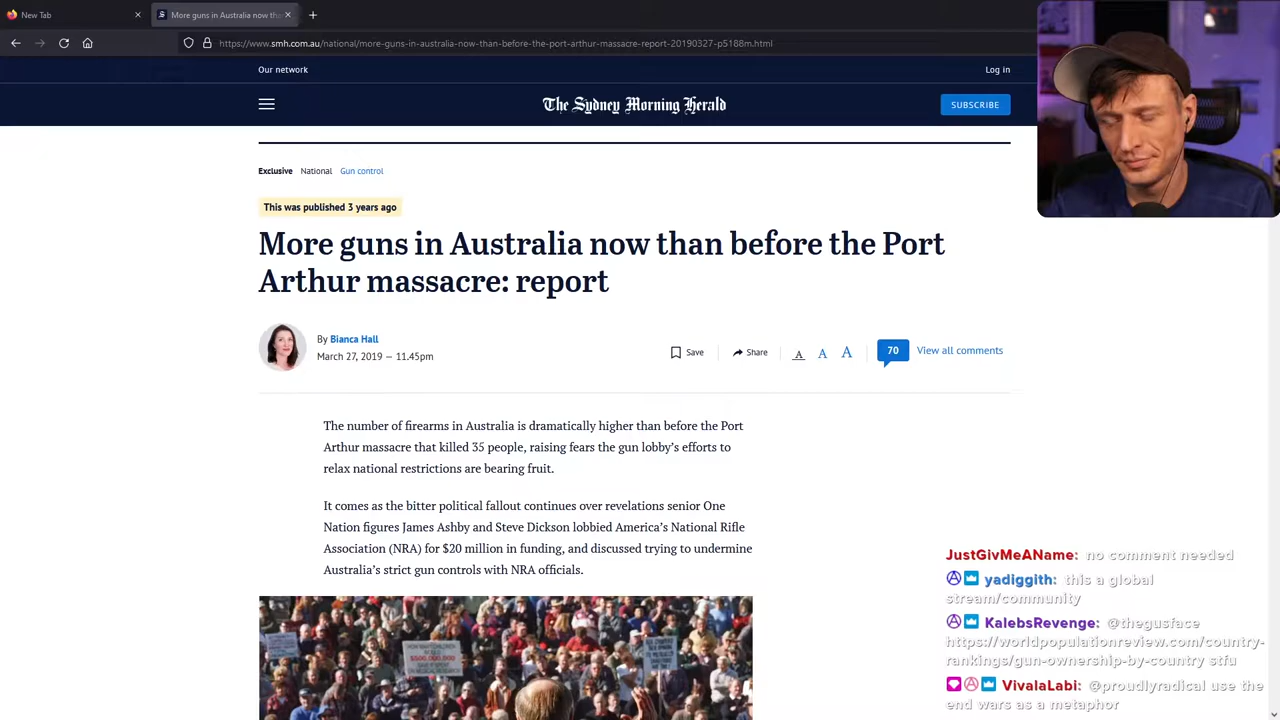 New Tab
More guns in Australia now than
https://www.smh.com.au/national/more-guns-in-australia-now-than-before-the-port-arthur-massacre-report-20190327-p5188m.html
Our network
Log in
The Sydney Morning Herald
SUBSCRIBE
Exclusive National Gun control
This was published 3 years ago
More guns in Australia now than before the Port
Arthur massacre: report
By Bianca Hall
March 27, 2019 — 11.45pm
Save
Share
A A A
70
View all comments
The number of firearms in Australia is dramatically higher than before the Port
Arthur massacre that killed 35 people, raising fears the gun lobby's efforts to
relax national restrictions are bearing fruit.
It comes as the bitter political fallout continues over revelations senior One
Nation figures James Ashby and Steve Dickson lobbied America's National Rifle
Association (NRA) for $20 million in funding, and discussed trying to undermine
Australia's strict gun controls with NRA officials.
JustGivMeAName: no comment needed
yadiggith: this a global
stream/community
KalebsRevenge: @thegusface
https://worldpopulationreview.com/country-
rankings/gun-ownership-by-country stfu
VivalaLabi: @proudlyradical use the
end wars as a metaphor